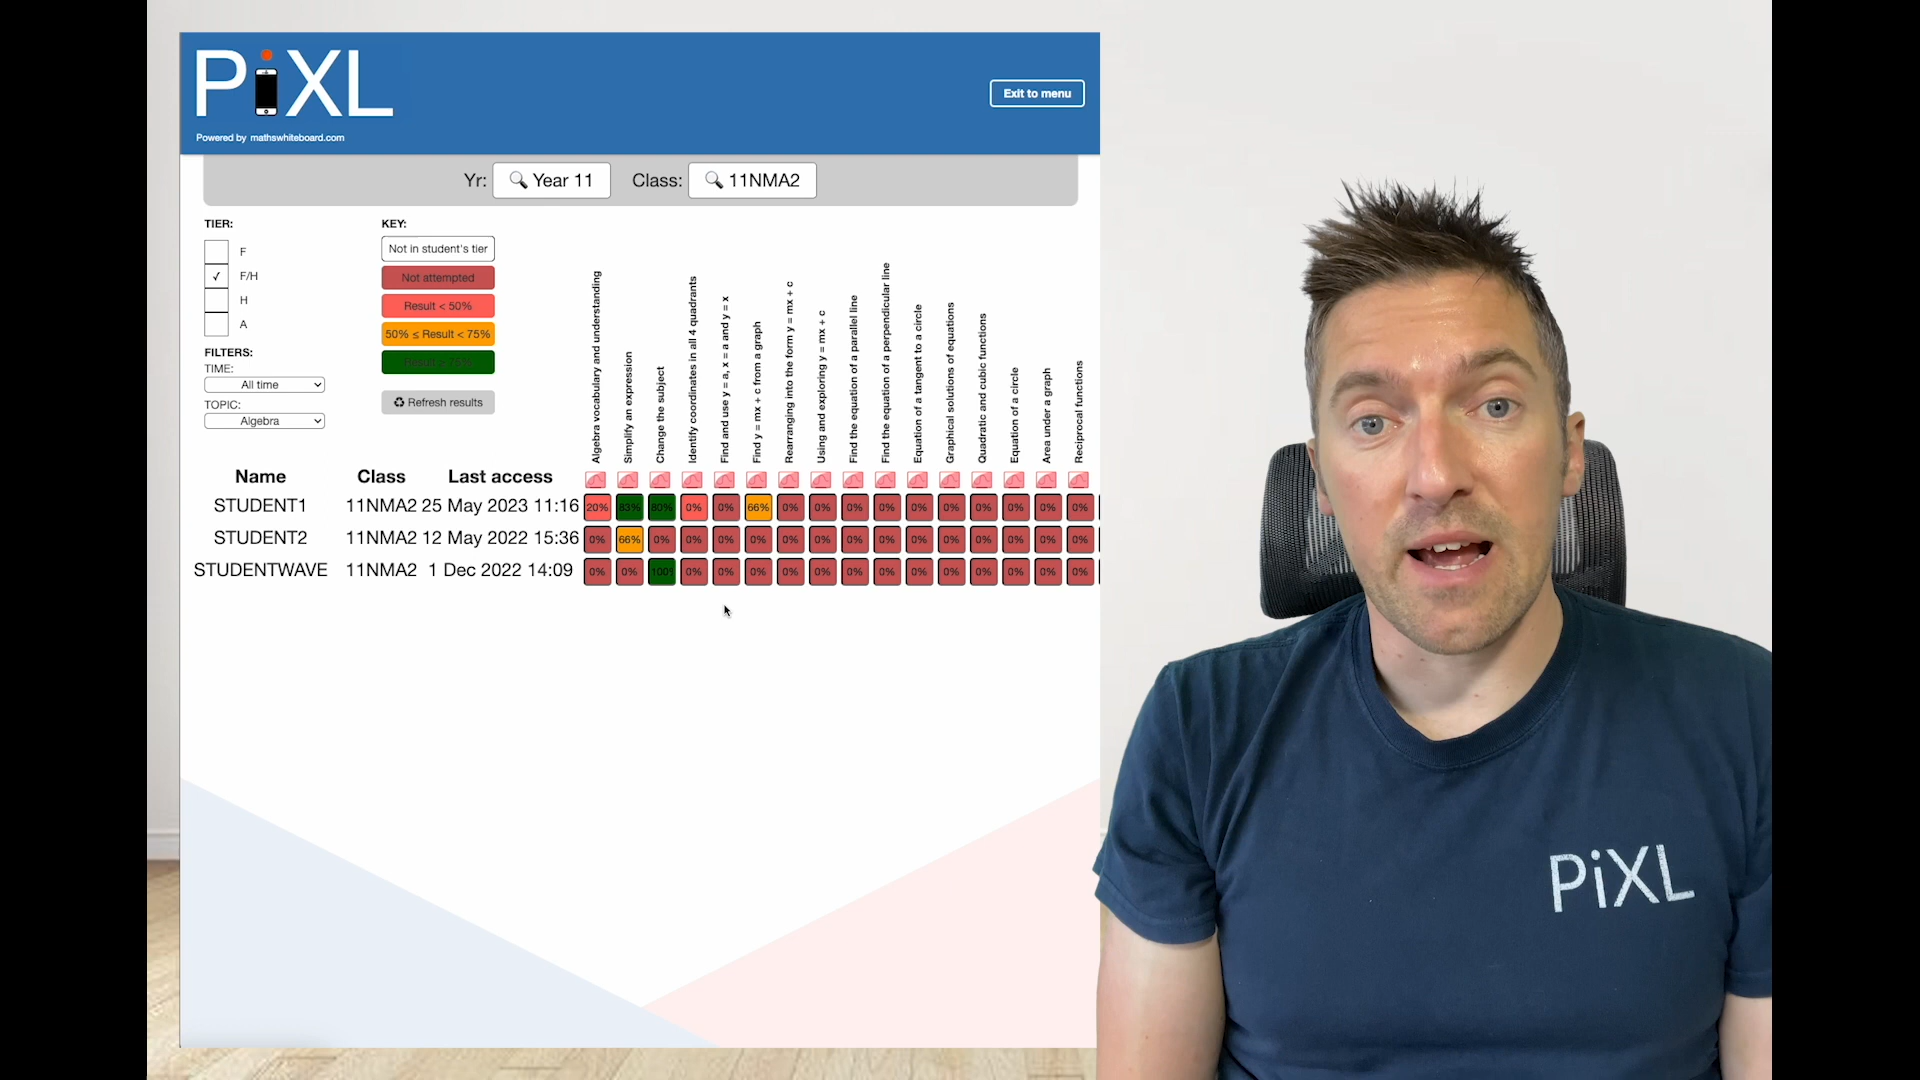 PiXL
Powered by mathswhiteboard.com
Exit to menu
Yr: Year 11 Class: 11NMA2
TIER:
F
✓ F/H
H
A
FILTERS:
TIME:
All time
TOPIC:
Algebra
KEY:
Not in student's tier
Not attempted
Result < 50%
50% ≤ Result < 75%
Refresh results
Algebra vocabulary and understanding
Simplify an expression
Change the subject
Identify coordinates in all 4 quadrants
Find and use y = a, x = a and y = x
Find y = mx + c from a graph
Rearranging into the form y = mx + c
Using and exploring y = mx + c
Find the equation of a parallel line
Find the equation of a perpendicular line
Equation of a tangent to a circle
Graphical solutions of equations
Quadratic and cubic functions
Equation of a circle
Area under a graph
Reciprocal functions
Name Class Last access
STUDENT1 11NMA2 25 May 2023 11:16 20% 83% 80% 0% 0% 66% 0% 0% 0% 0% 0% 0% 0% 0% 0% 0%
STUDENT2 11NMA2 12 May 2022 15:36 0% 66% 0% 0% 0% 0% 0% 0% 0% 0% 0% 0% 0% 0% 0% 0%
STUDENTWAVE 11NMA2 1 Dec 2022 14:09 0% 0% 100% 0% 0% 0% 0% 0% 0% 0% 0% 0% 0% 0% 0% 0%
PiXL